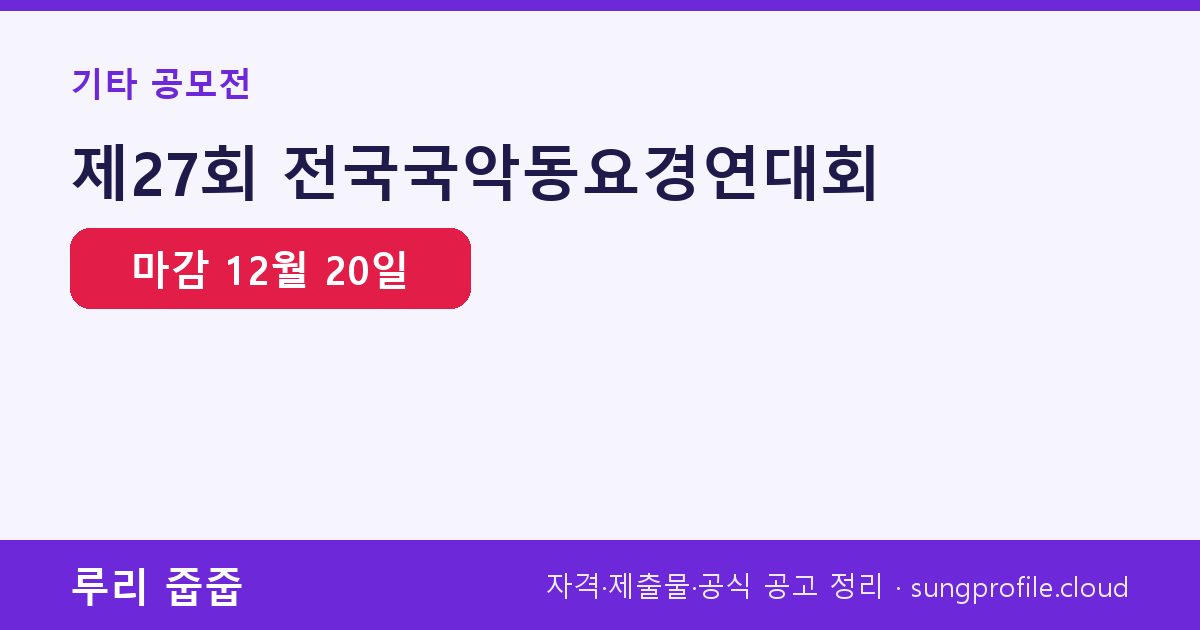 기타 공모전
제27회 전국국악동요경연대회
마감 12월 20일
루리 줍줍
자격·제출물·공식 공고 정리 · sungprofile.cloud